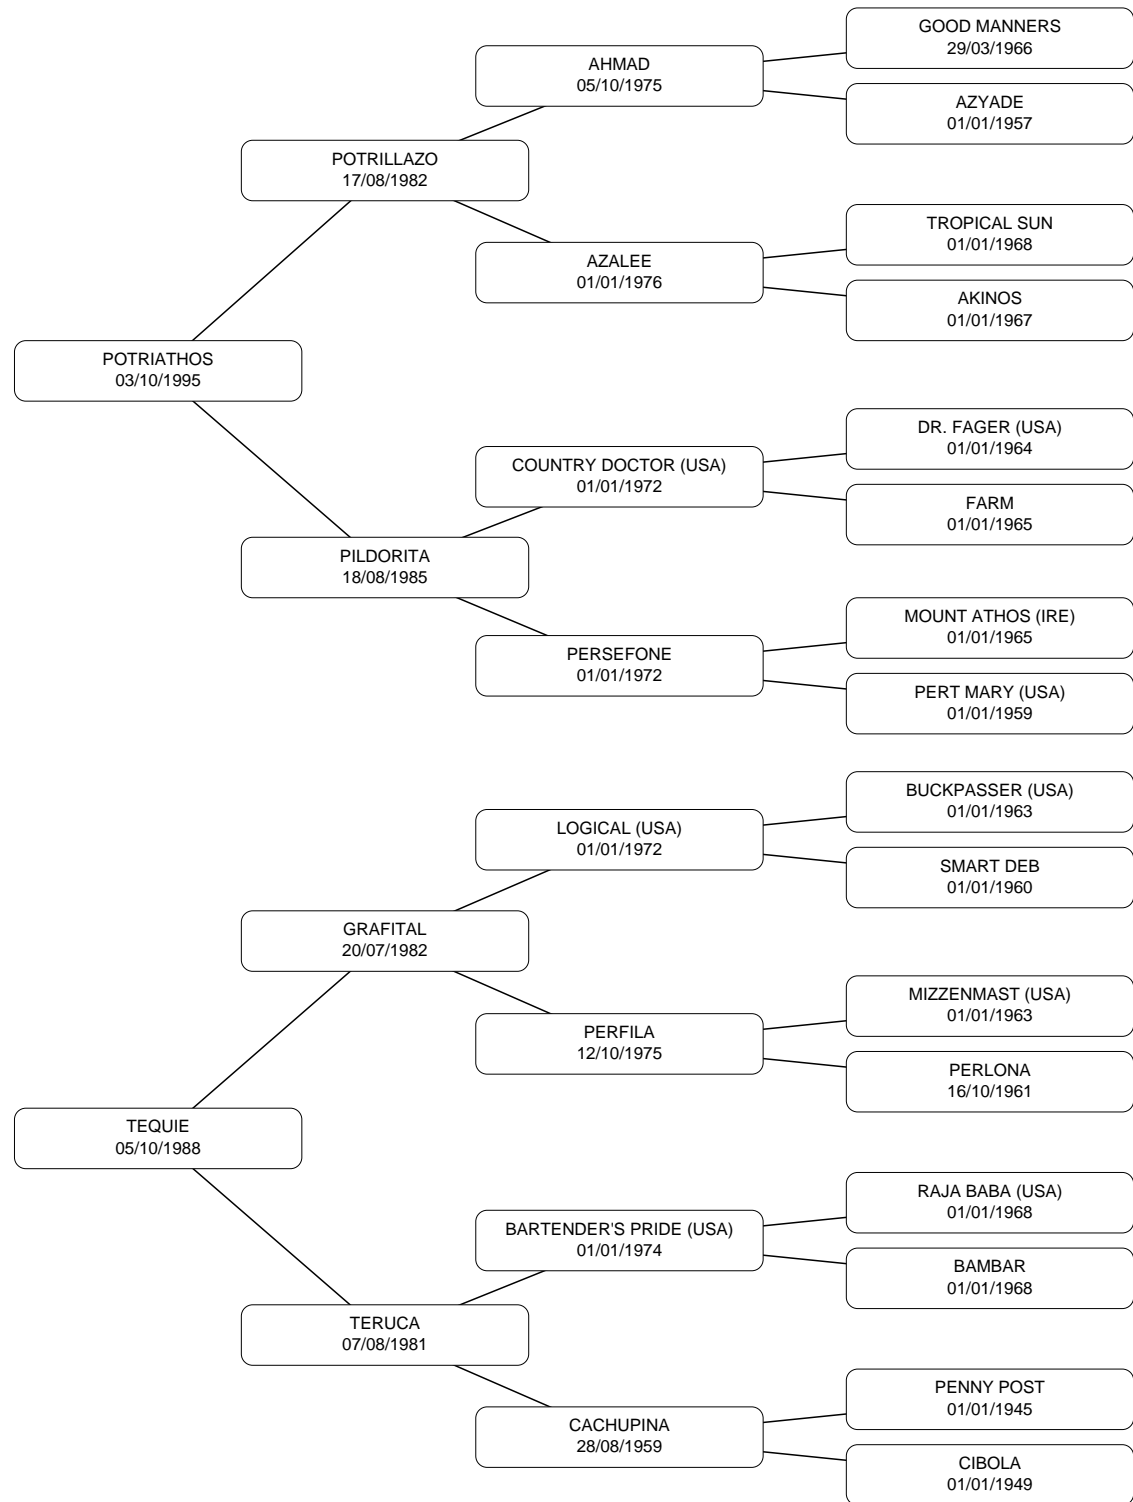 GOOD MANNERS
29/03/1966
AHMAD
05/10/1975
AZYADE
01/01/1957
POTRILLAZO
17/08/1982
TROPICAL SUN
01/01/1968
AZALEE
01/01/1976
AKINOS
01/01/1967
POTRIATHOS
03/10/1995
DR. FAGER (USA)
01/01/1964
COUNTRY DOCTOR (USA)
01/01/1972
FARM
01/01/1965
PILDORITA
18/08/1985
MOUNT ATHOS (IRE)
01/01/1965
PERSEFONE
01/01/1972
PERT MARY (USA)
01/01/1959
BUCKPASSER (USA)
01/01/1963
LOGICAL (USA)
01/01/1972
SMART DEB
01/01/1960
GRAFITAL
20/07/1982
MIZZENMAST (USA)
01/01/1963
PERFILA
12/10/1975
PERLONA
16/10/1961
TEQUIE
05/10/1988
RAJA BABA (USA)
01/01/1968
BARTENDER'S PRIDE (USA)
01/01/1974
BAMBAR
01/01/1968
TERUCA
07/08/1981
PENNY POST
01/01/1945
CACHUPINA
28/08/1959
CIBOLA
01/01/1949